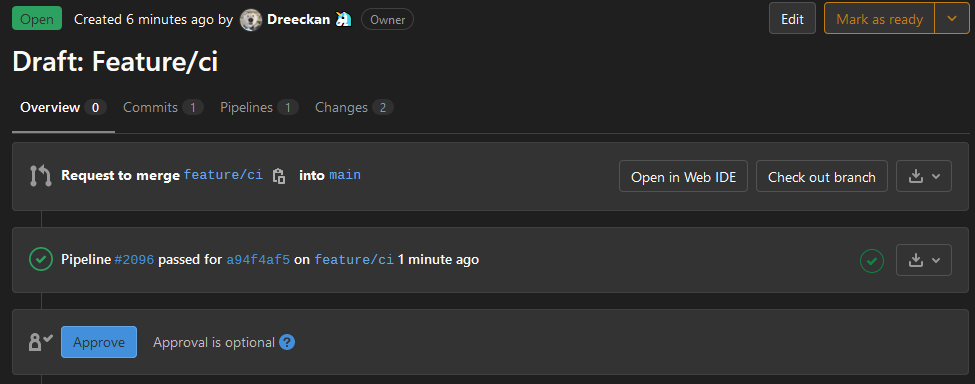 Open Created 6 minutes ago by Dreeckan Owner Edit Mark as ready
Draft: Feature/ci
Overview 0 Commits 1 Pipelines 1 Changes 2
Request to merge feature/ci into main Open in Web IDE Check out branch
Pipeline #2096 passed for a94f4af5 on feature/ci 1 minute ago
Approve Approval is optional ?